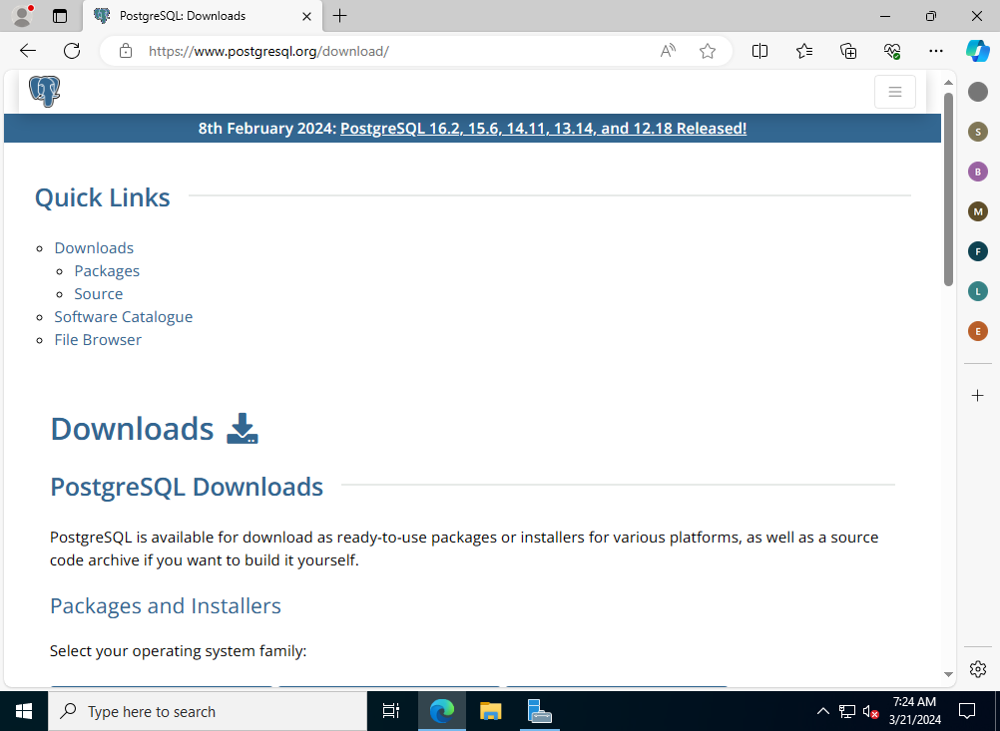 PostgreSQL: Downloads
https://www.postgresql.org/download/
8th February 2024: PostgreSQL 16.2, 15.6, 14.11, 13.14, and 12.18 Released!
Quick Links
Downloads
Packages
Source
Software Catalogue
File Browser
Downloads
PostgreSQL Downloads
PostgreSQL is available for download as ready-to-use packages or installers for various platforms, as well as a source
code archive if you want to build it yourself.
Packages and Installers
Select your operating system family:
S
B
M
F
L
E
Type here to search
7:24 AM
3/21/2024